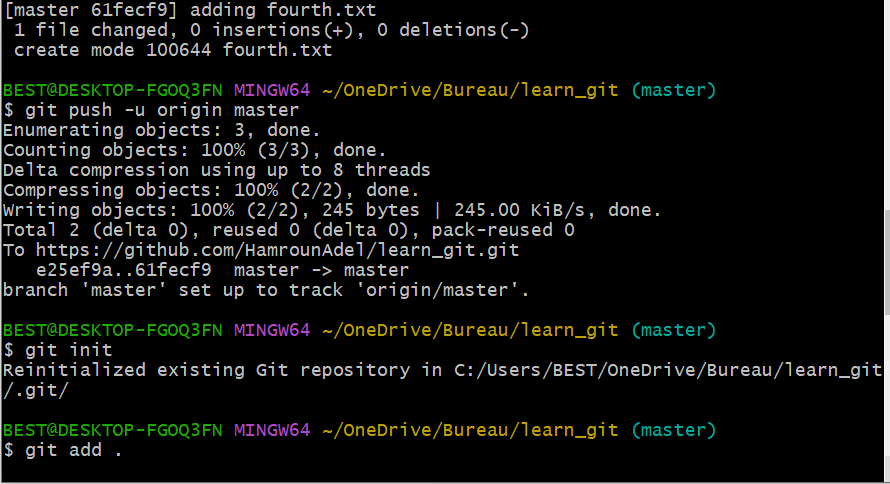 [master 61fecf9] adding fourth.txt
 1 file changed, 0 insertions(+), 0 deletions(-)
 create mode 100644 fourth.txt
BEST@DESKTOP-FGOQ3FN MINGW64 ~/OneDrive/Bureau/learn_git (master)
$ git push -u origin master
Enumerating objects: 3, done.
Counting objects: 100% (3/3), done.
Delta compression using up to 8 threads
Compressing objects: 100% (2/2), done.
Writing objects: 100% (2/2), 245 bytes | 245.00 KiB/s, done.
Total 2 (delta 0), reused 0 (delta 0), pack-reused 0
To https://github.com/HamrounAdel/learn_git.git
   e25ef9a..61fecf9  master -> master
branch 'master' set up to track 'origin/master'.
BEST@DESKTOP-FGOQ3FN MINGW64 ~/OneDrive/Bureau/learn_git (master)
$ git init
Reinitialized existing Git repository in C:/Users/BEST/OneDrive/Bureau/learn_git
/.git/
BEST@DESKTOP-FGOQ3FN MINGW64 ~/OneDrive/Bureau/learn_git (master)
$ git add .